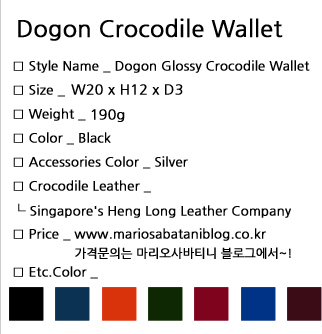 Dogon Crocodile Wallet
□ Style Name _ Dogon Glossy Crocodile Wallet
□ Size _ W20 x H12 x D3
□ Weight _ 190g
□ Color _ Black
□ Accessories Color _ Silver
□ Crocodile Leather _
└ Singapore's Heng Long Leather Company
□ Price _ www.mariosabataniblog.co.kr
가격문의는 마리오사바티니 블로그에서~!
□ Etc.Color _